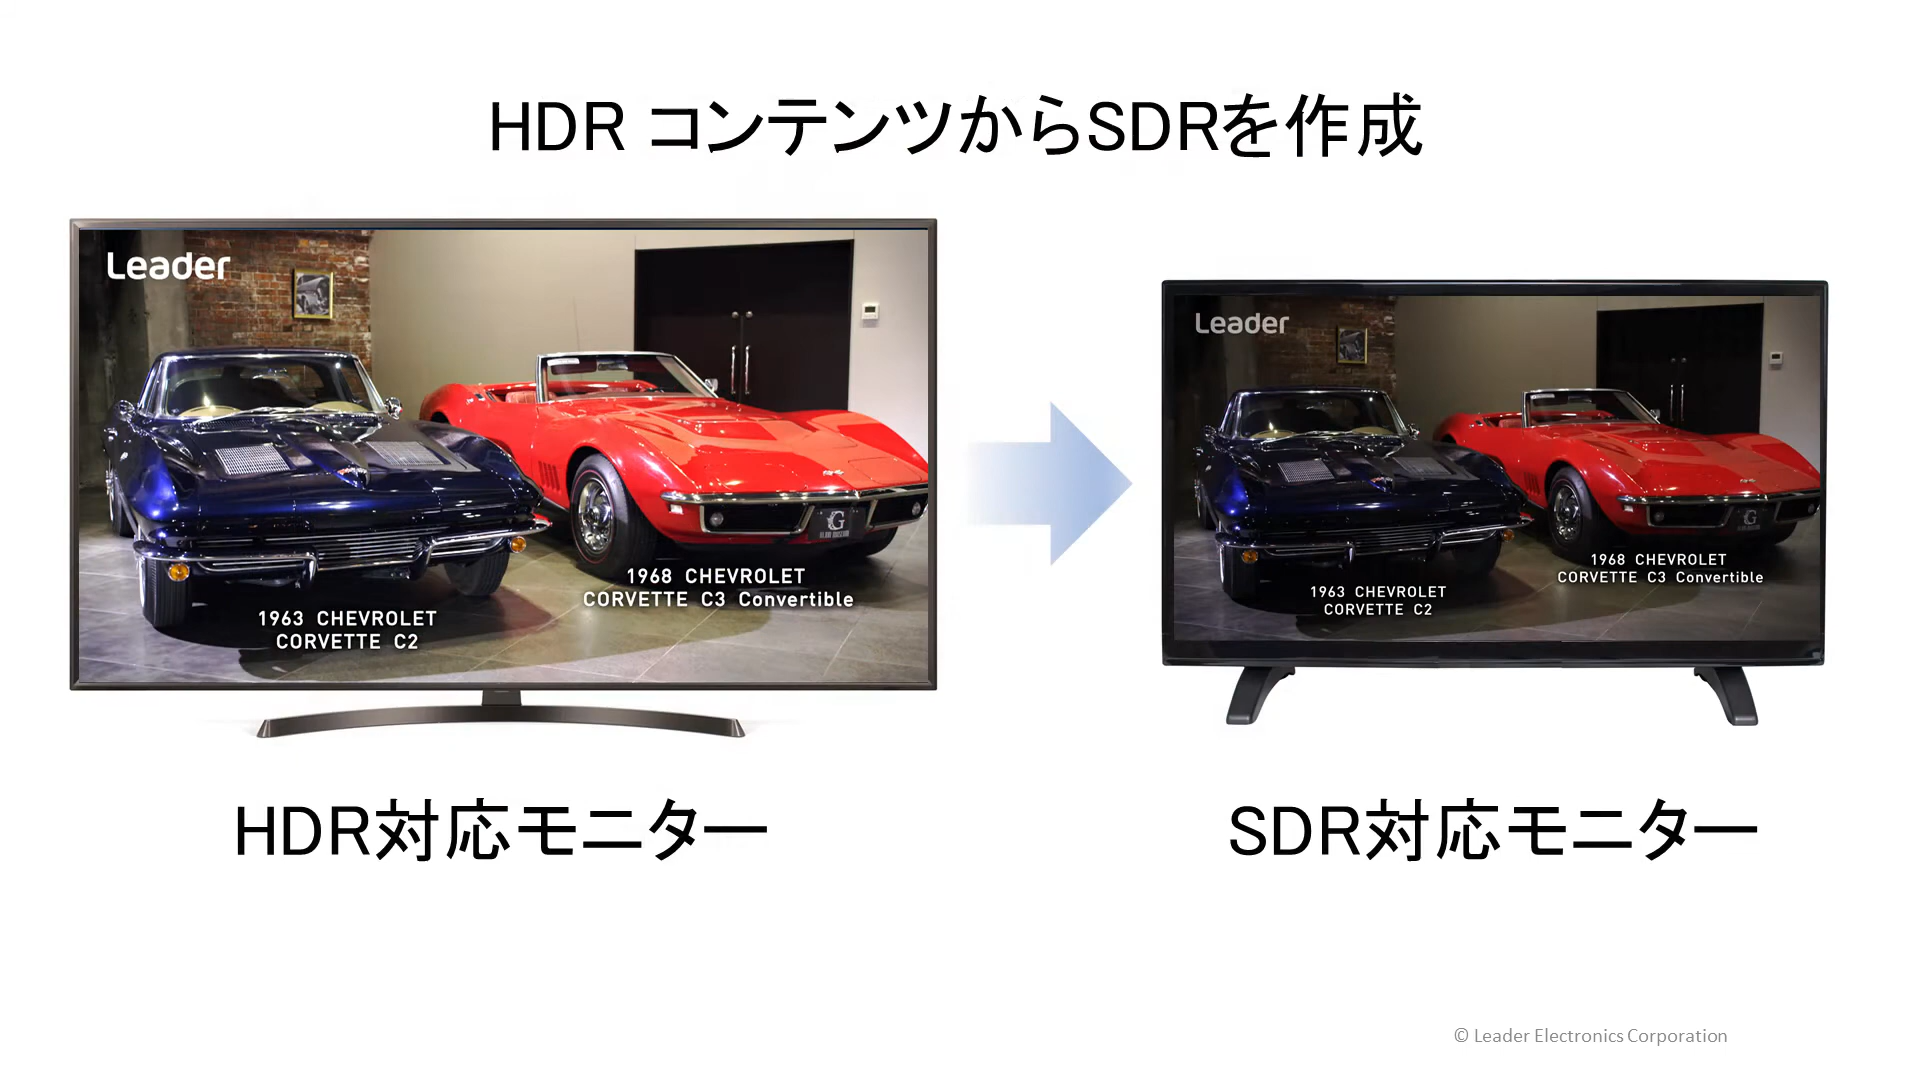 HDR コンテンツからSDRを作成
Leader
1968 CHEVROLET
CORVETTE C3 Convertible
1963 CHEVROLET
CORVETTE C2
Leader
1968 CHEVROLET
CORVETTE C3 Convertible
1963 CHEVROLET
CORVETTE C2
HDR対応モニター
SDR対応モニター
© Leader Electronics Corporation